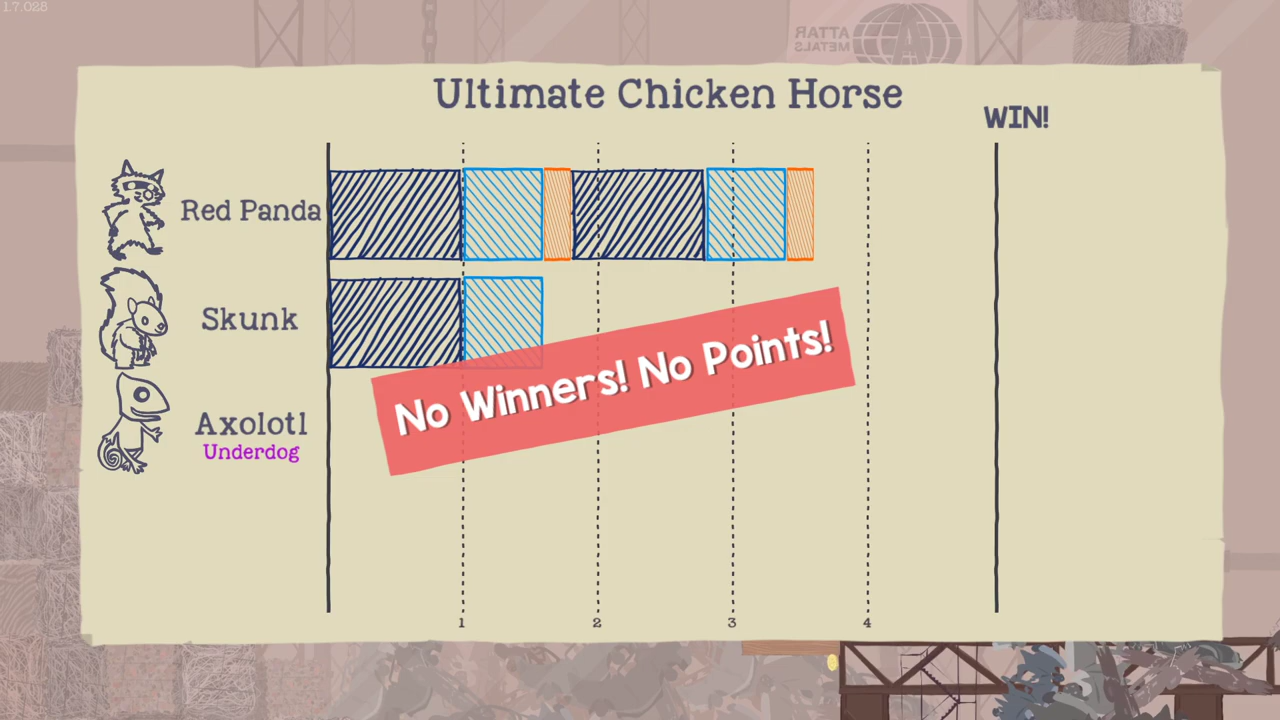 1.7.028
ATTAR
METALS
Ultimate Chicken Horse
WIN!
Red Panda
Skunk
No Winners! No Points!
Axolotl
Underdog
1 2 3 4